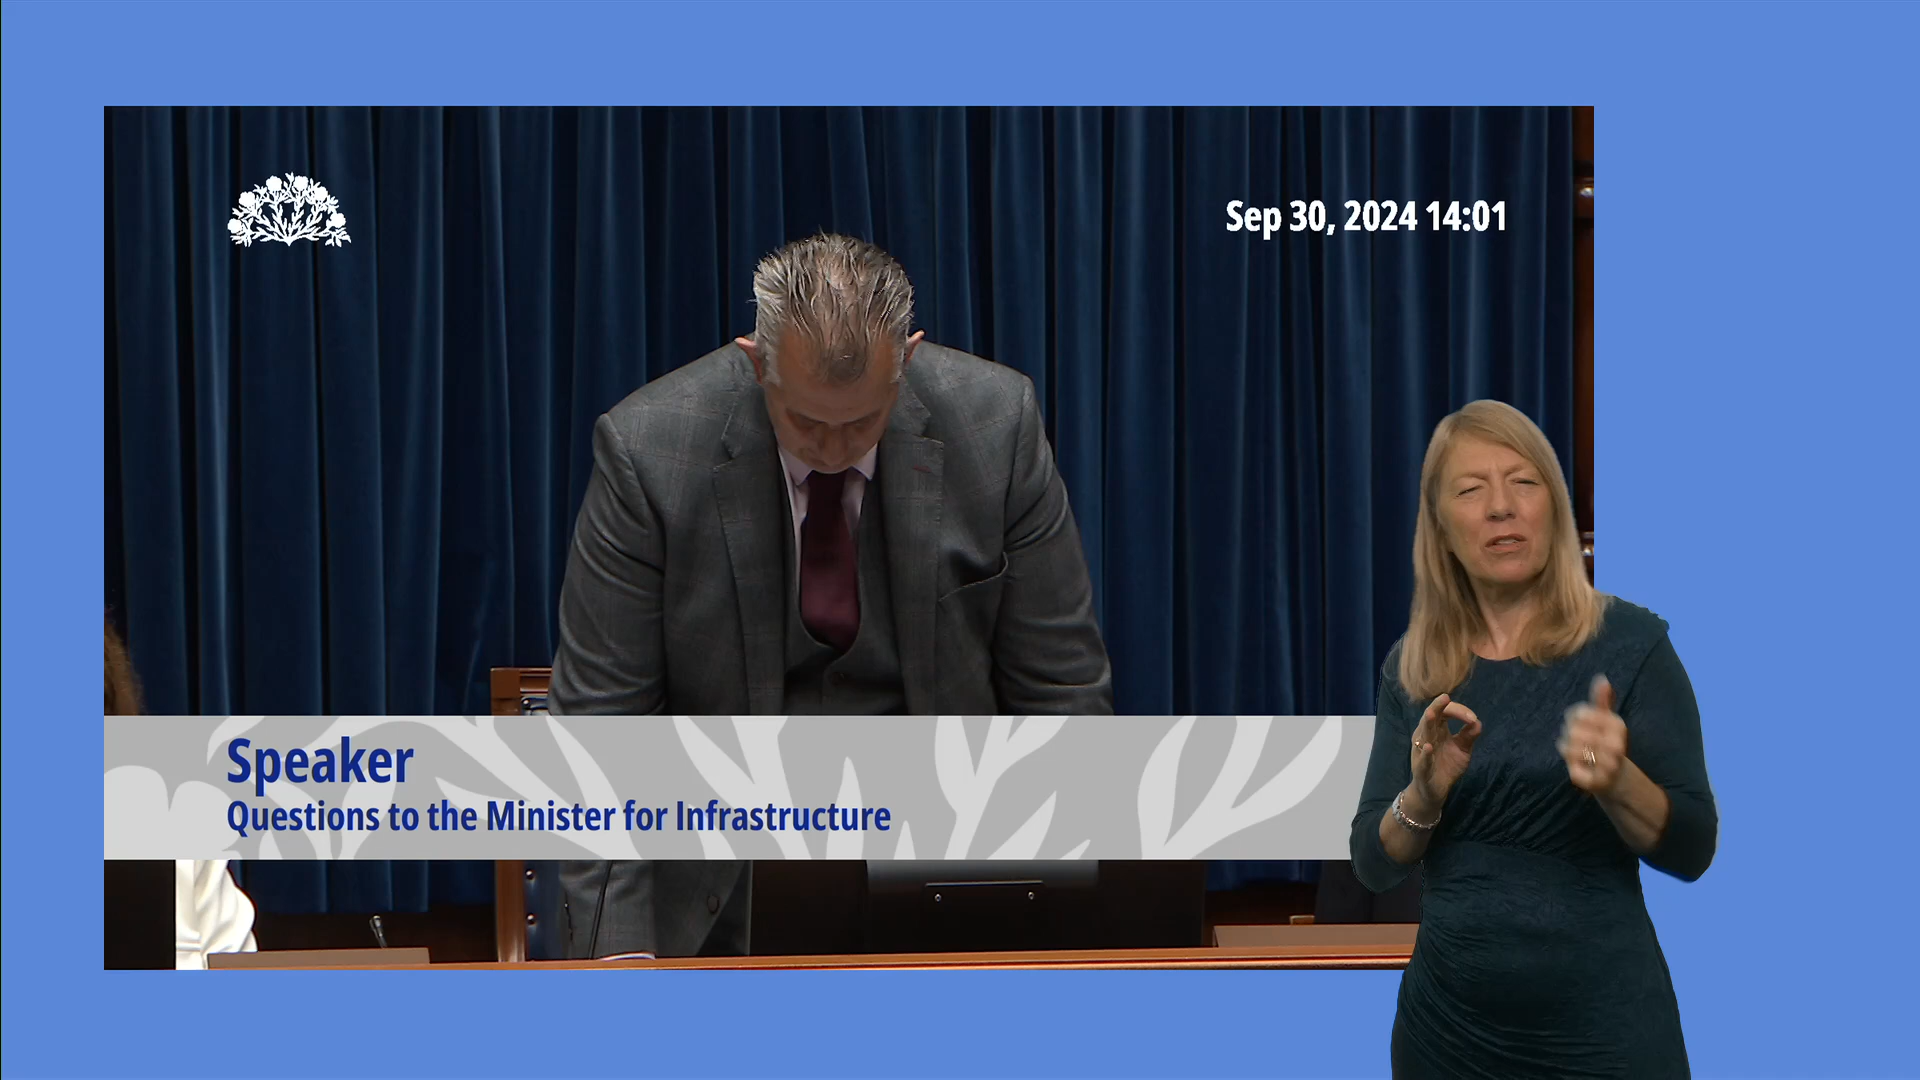 Sep 30, 2024 14:01
Speaker
Questions to the Minister for Infrastructure